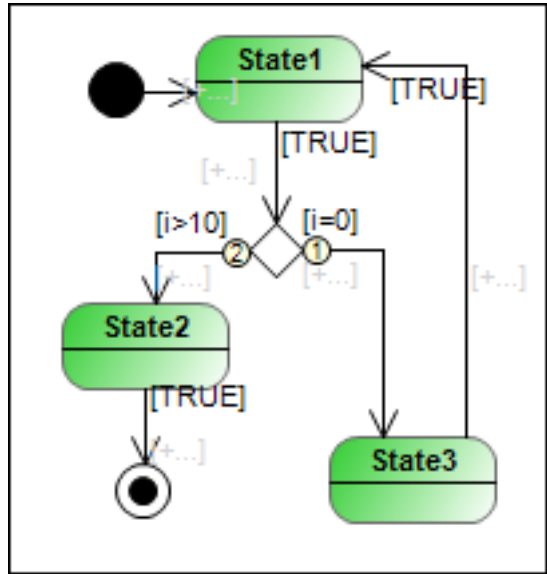 State1
[+...]
[TRUE]
[TRUE]
[+...]
[i>10]
[i=0]
2
1
[+...]
[+...]
[+...]
State2
[TRUE]
[+...]
State3